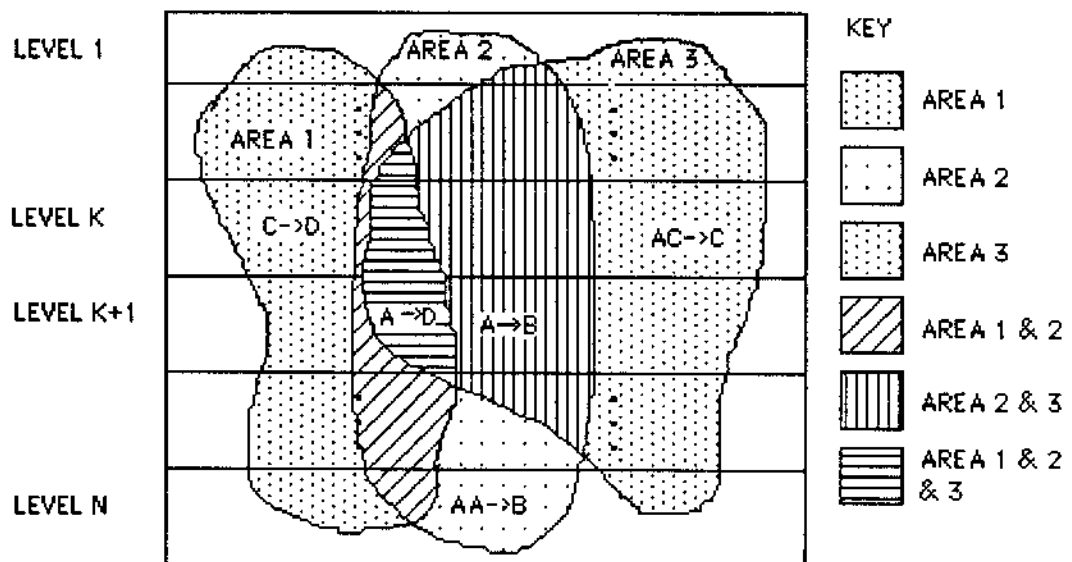 LEVEL 1
LEVEL K
LEVEL K+1
LEVEL N
AREA 1
AREA 2
AREA 3
C->D
AC->C
A->D
A->B
AA->B
KEY
AREA 1
AREA 2
AREA 3
AREA 1 & 2
AREA 2 & 3
AREA 1 & 2
& 3